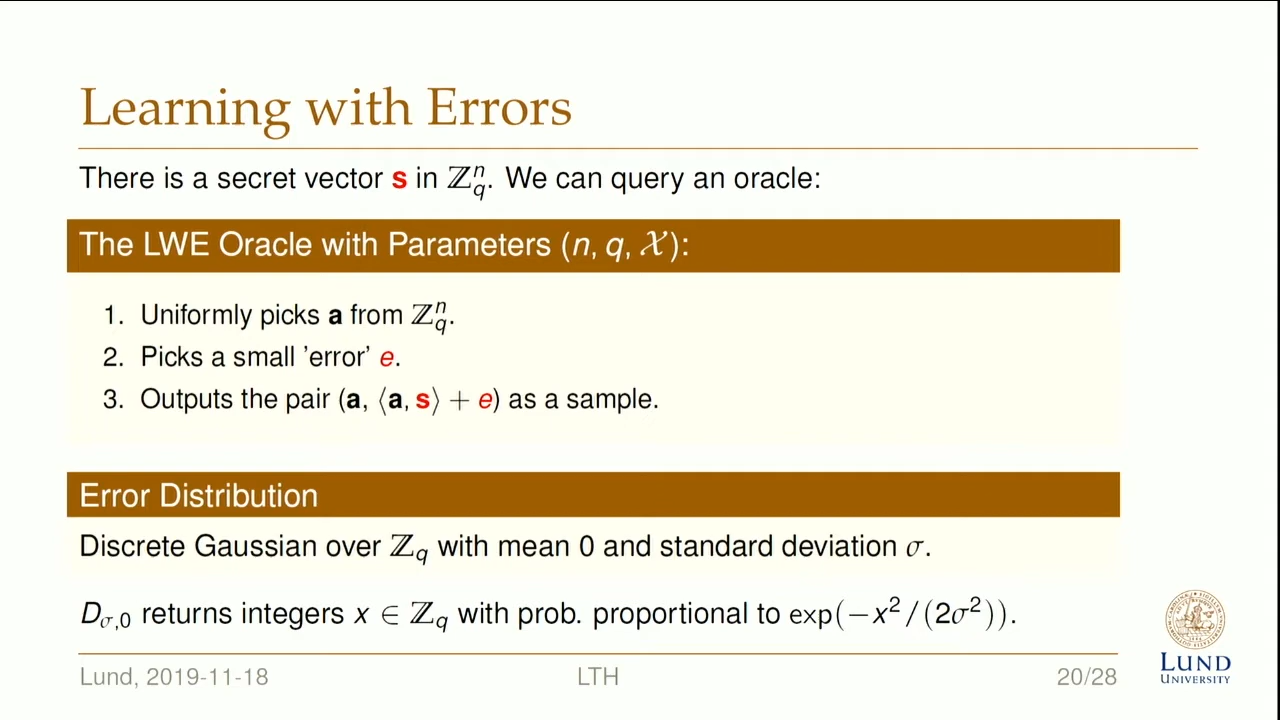 Learning with Errors
There is a secret vector s in ℤ_q^n. We can query an oracle:
The LWE Oracle with Parameters (n, q, 𝒳):
1. Uniformly picks a from ℤ_q^n.
2. Picks a small 'error' e.
3. Outputs the pair (a, ⟨a, s⟩ + e) as a sample.
Error Distribution
Discrete Gaussian over ℤ_q with mean 0 and standard deviation σ.
D_{σ,0} returns integers x ∈ ℤ_q with prob. proportional to exp(−x²/(2σ²)).
Lund, 2019-11-18
LTH
20/28
LUND
UNIVERSITY